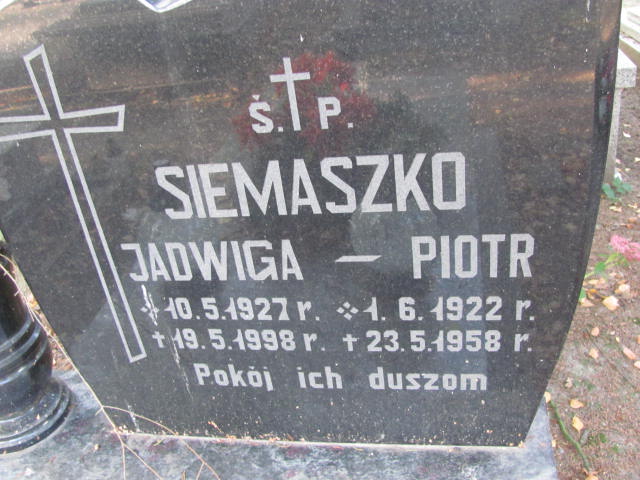 Ś.P.
SIEMASZKO
JADWIGA — PIOTR
10.5.1927 r. 1.6.1922 r.
+19.5.1998 r. +23.5.1958 r.
Pokój ich duszom